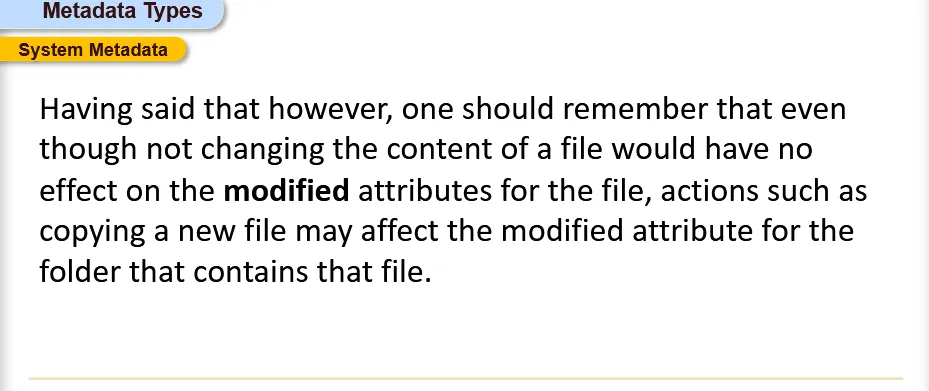 Metadata Types
System Metadata
Having said that however, one should remember that even
though not changing the content of a file would have no
effect on the modified attributes for the file, actions such as
copying a new file may affect the modified attribute for the
folder that contains that file.